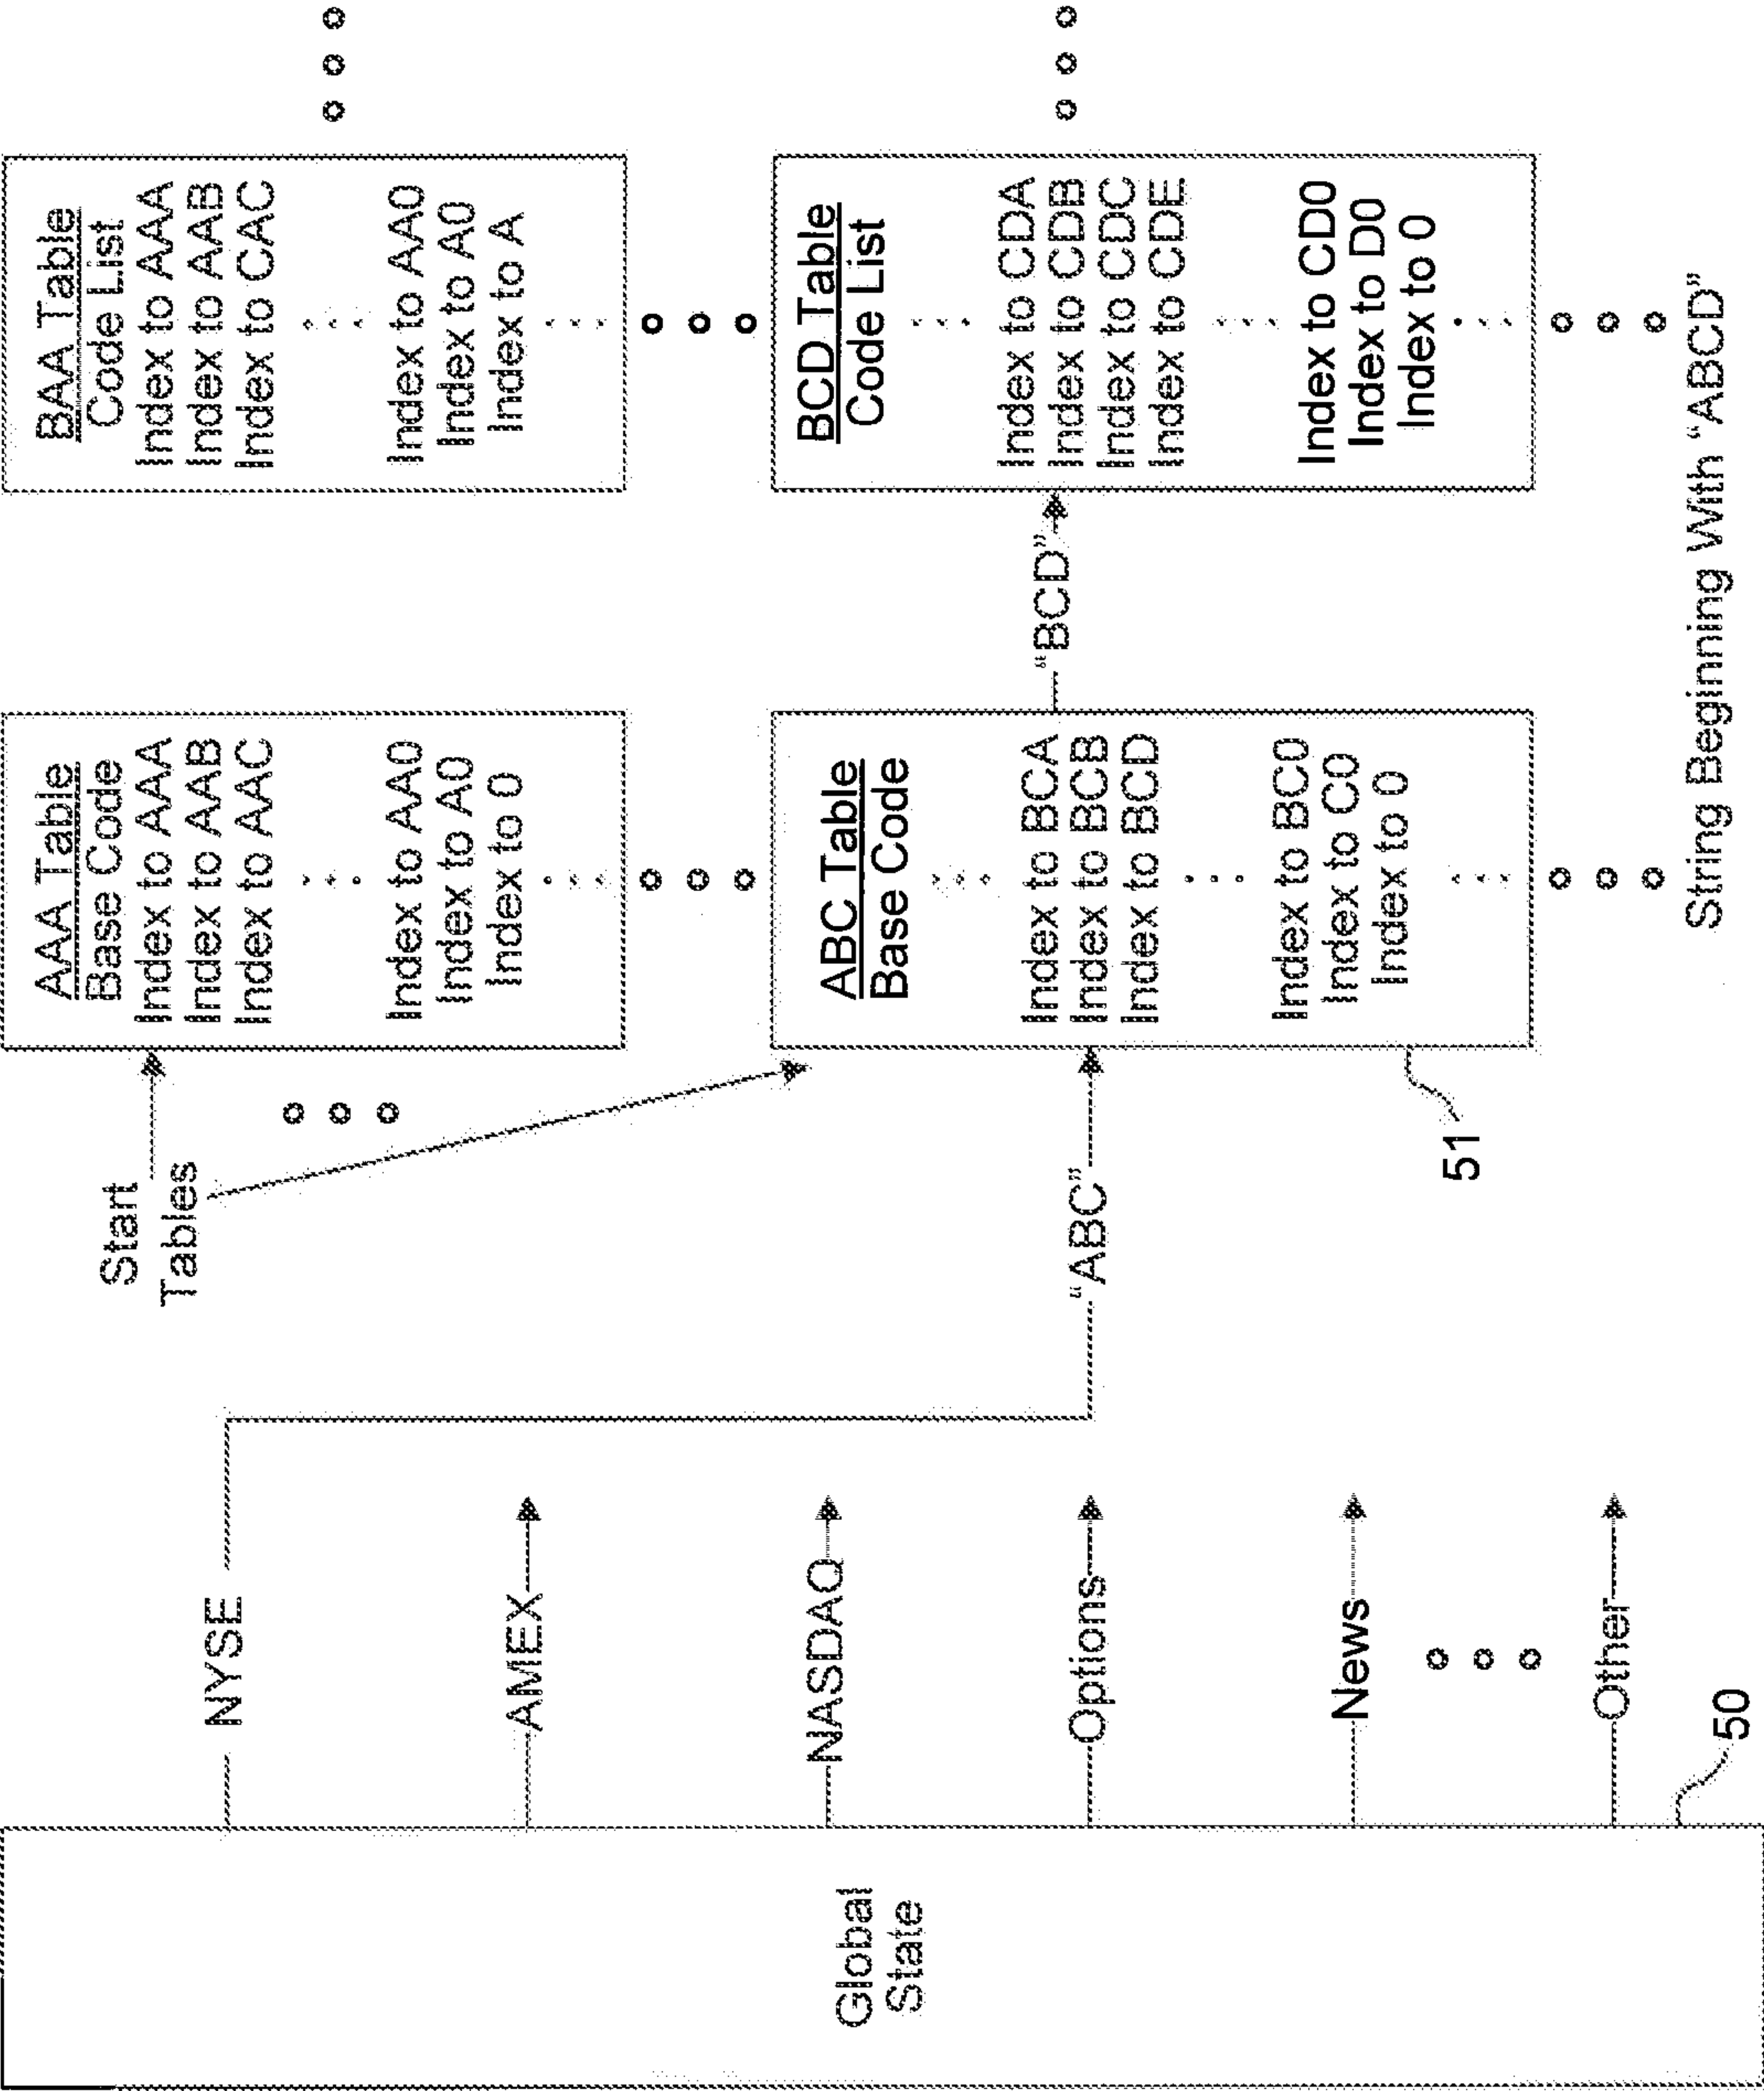 Global
State
50
NYSE
AMEX
NASDAQ
Options
News
Other
Start
Tables
"ABC"
AAA Table
Base Code
Index to AAA
Index to AAB
Index to AAC
Index to AA0
Index to A0
Index to 0
ABC Table
Base Code
Index to BCA
Index to BCB
Index to BCD
Index to BC0
Index to C0
Index to 0
51
"BCD"
BAA Table
Code List
Index to AAA
Index to AAB
Index to CAC
Index to AA0
Index to A0
Index to A
BCD Table
Code List
Index to CDA
Index to CDB
Index to CDC
Index to CDE
Index to CD0
Index to D0
Index to 0
String Beginning With "ABCD"